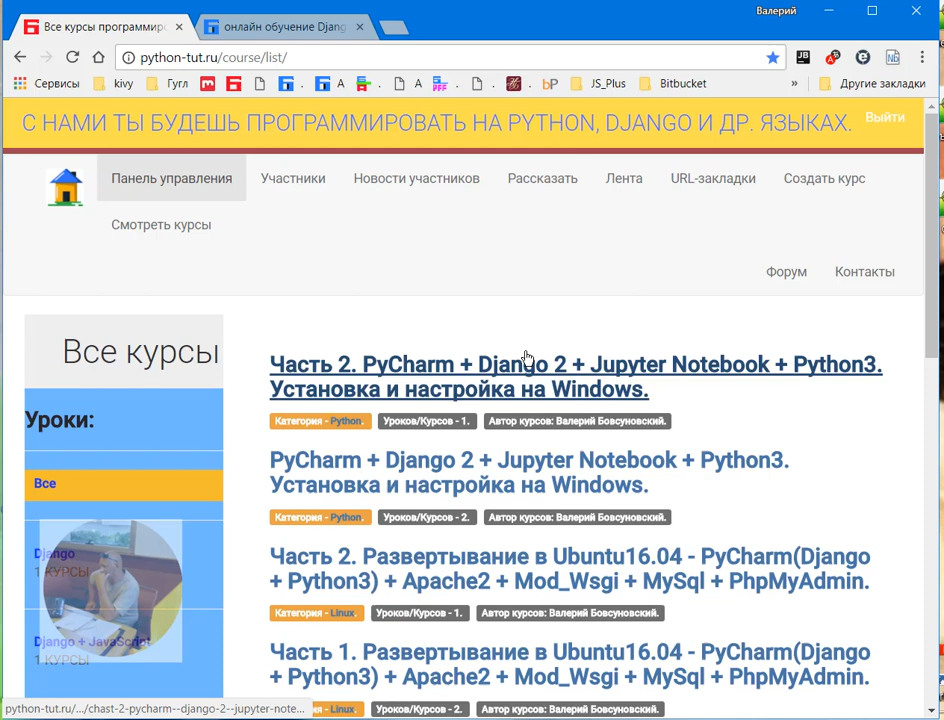 Валерий
Все курсы программирс
онлайн обучение Djang
python-tut.ru/course/list/
Сервисы
kivy
Гугл
A
A
JS_Plus
Bitbucket
»
Другие закладки
С НАМИ ТЫ БУДЕШЬ ПРОГРАММИРОВАТЬ НА PYTHON, DJANGO И ДР. ЯЗЫКАХ.
Выйти
Панель управления
Участники
Новости участников
Рассказать
Лента
URL-закладки
Создать курс
Смотреть курсы
Форум
Контакты
Все курсы
Уроки:
Все
Django
1 КУРСЫ
Django + JavaScript
1 КУРСЫ
Часть 2. PyCharm + Django 2 + Jupyter Notebook + Python3.
Установка и настройка на Windows.
Категория - Python.
Уроков/Курсов - 1.
Автор курсов: Валерий Бовсуновский.
PyCharm + Django 2 + Jupyter Notebook + Python3.
Установка и настройка на Windows.
Категория - Python.
Уроков/Курсов - 2.
Автор курсов: Валерий Бовсуновский.
Часть 2. Развертывание в Ubuntu16.04 - PyCharm(Django
+ Python3) + Apache2 + Mod_Wsgi + MySql + PhpMyAdmin.
Категория - Linux.
Уроков/Курсов - 1.
Автор курсов: Валерий Бовсуновский.
Часть 1. Развертывание в Ubuntu16.04 - PyCharm(Django
+ Python3) + Apache2 + Mod_Wsgi + MySql + PhpMyAdmin.
Категория - Linux.
Уроков/Курсов - 2.
Автор курсов: Валерий Бовсуновский.
python-tut.ru/.../chast-2-pycharm--django-2--jupyter-note...